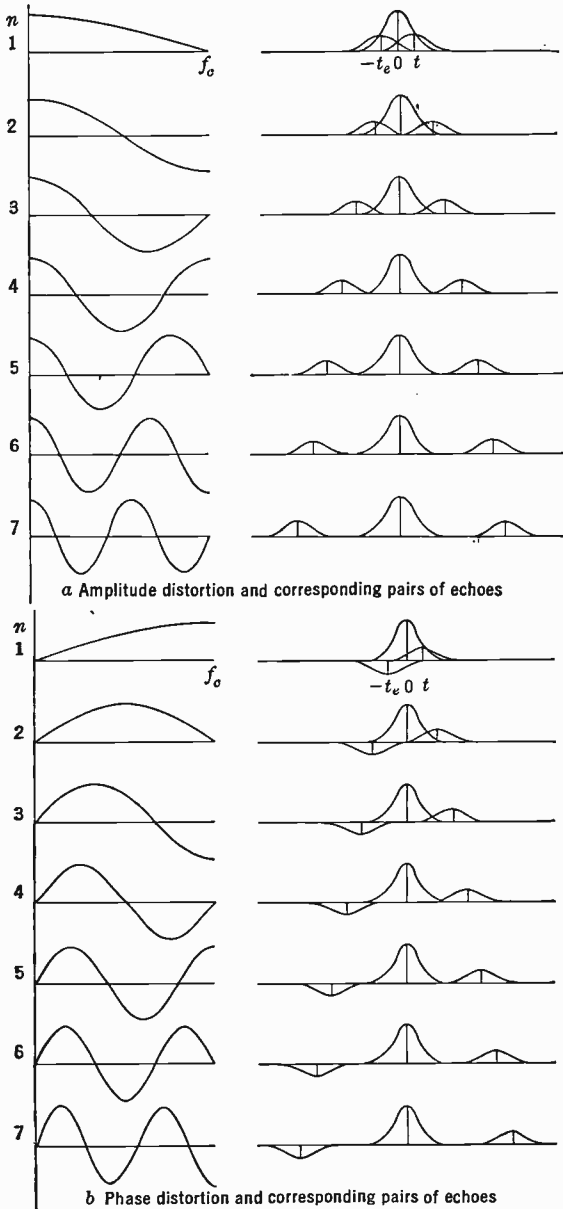 n
1
f_c
−t_e 0 t
2
3
4
5
6
7
a Amplitude distortion and corresponding pairs of echoes
n
1
f_c
−t_e 0 t
2
3
4
5
6
7
b Phase distortion and corresponding pairs of echoes